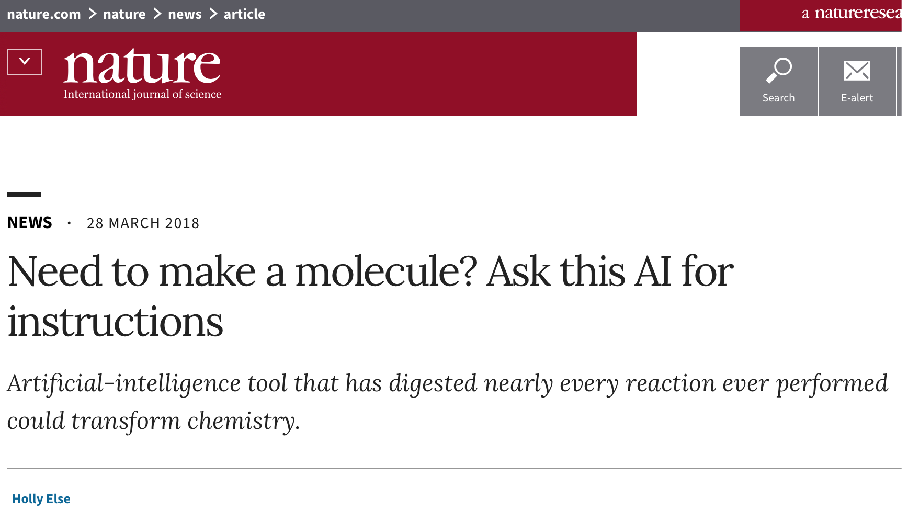 nature.com > nature > news > article
a natureresea
nature
International journal of science
Search
E-alert
NEWS · 28 MARCH 2018
Need to make a molecule? Ask this AI for
instructions
Artificial-intelligence tool that has digested nearly every reaction ever performed
could transform chemistry.
Holly Else